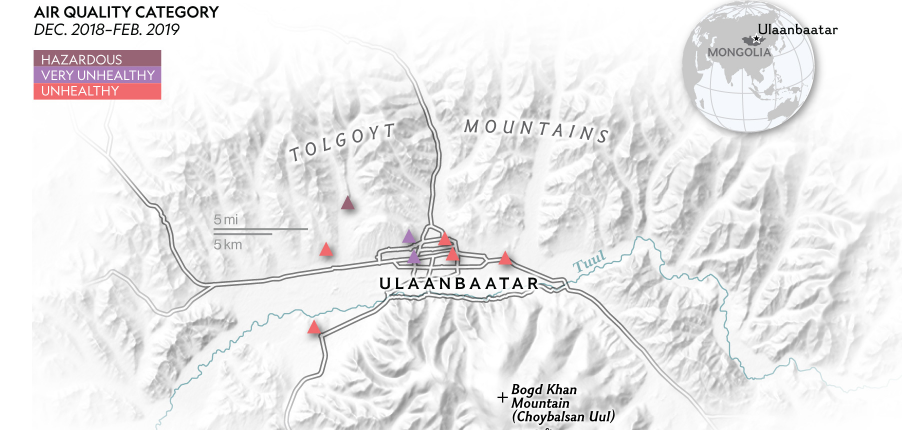 AIR QUALITY CATEGORY
DEC. 2018–FEB. 2019
HAZARDOUS
VERY UNHEALTHY
UNHEALTHY
Ulaanbaatar
MONGOLIA
TOLGOYT MOUNTAINS
5 mi
5 km
Tuul
ULAANBAATAR
Bogd Khan
Mountain
(Choybalsan Uul)